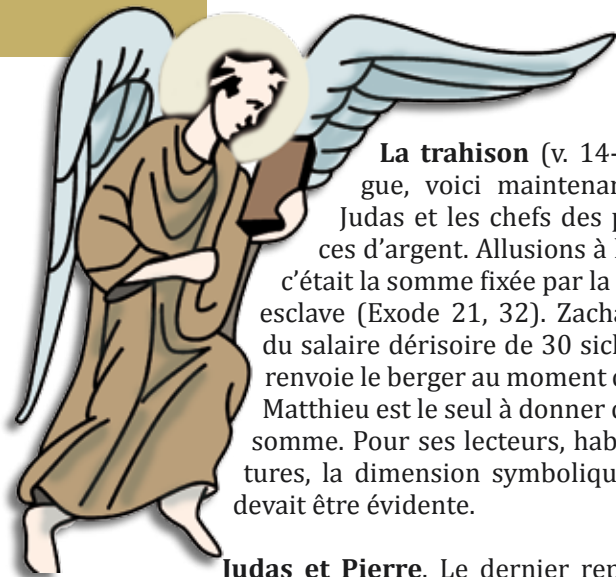 La trahison (v. 14-
gue, voici maintenan
Judas et les chefs des p
ces d’argent. Allusions à l
c’était la somme fixée par la
esclave (Exode 21, 32). Zacha
du salaire dérisoire de 30 sicl
renvoie le berger au moment d
Matthieu est le seul à donner c
somme. Pour ses lecteurs, hab
tures, la dimension symboliqu
devait être évidente.
Judas et Pierre. Le dernier rep